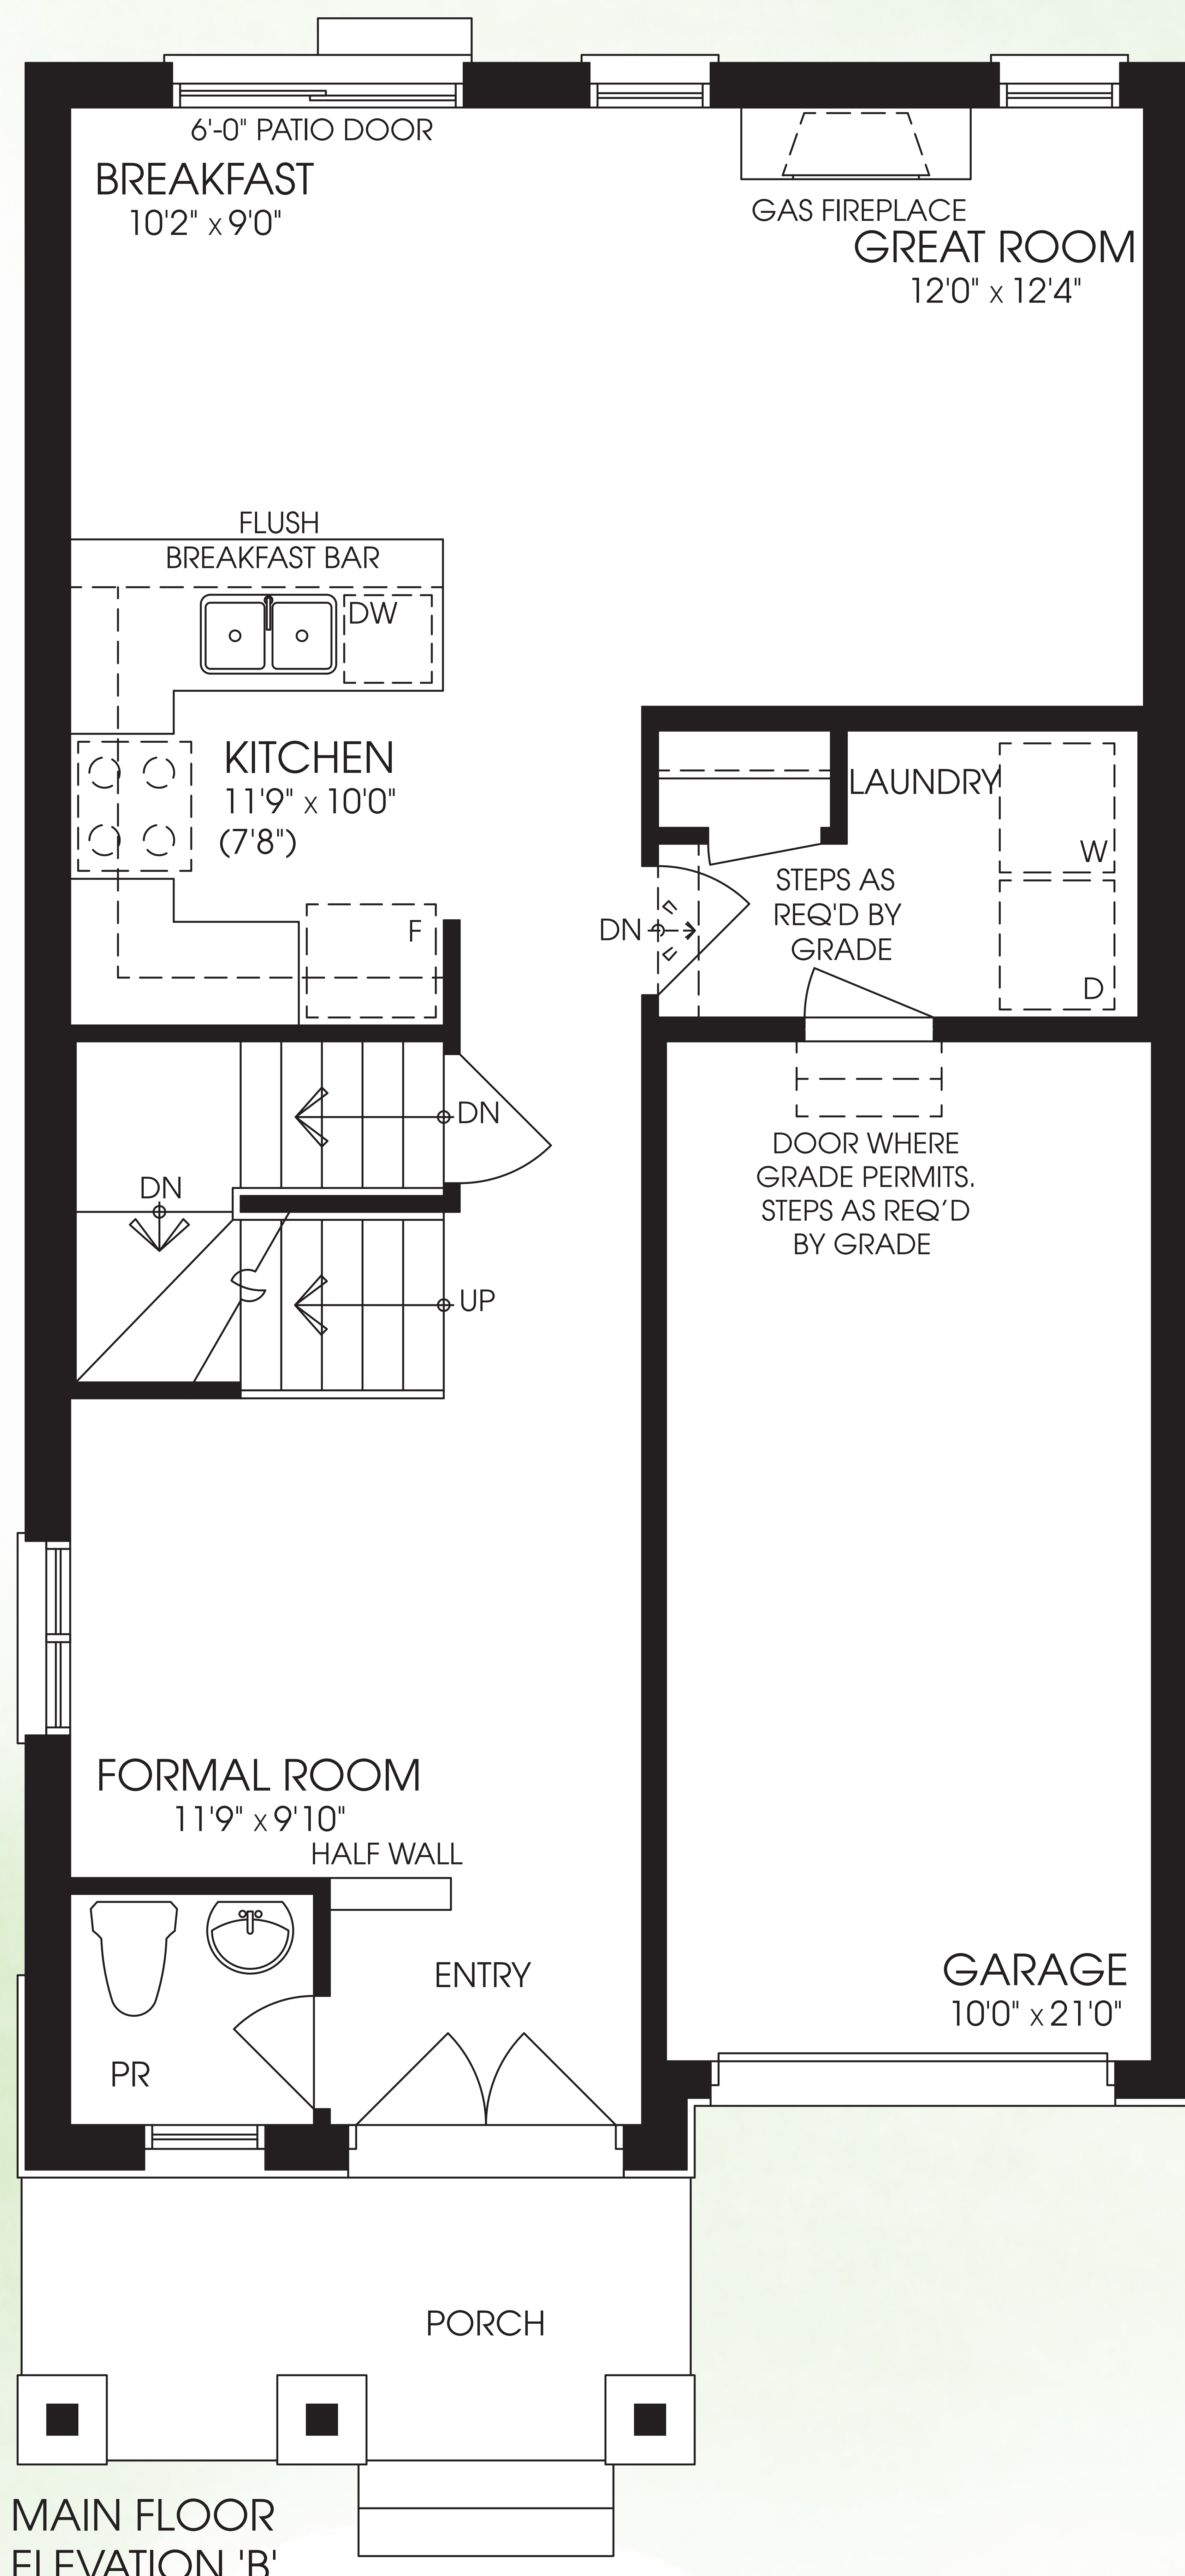 6'-0" PATIO DOOR
BREAKFAST
10'2" x 9'0"
GAS FIREPLACE
GREAT ROOM
12'0" x 12'4"
FLUSH
BREAKFAST BAR
DW
KITCHEN
11'9" x 10'0"
(7'8")
F
LAUNDRY
W
D
STEPS AS
REQ'D BY
GRADE
DN
DN
DN
UP
DOOR WHERE
GRADE PERMITS.
STEPS AS REQ’D
BY GRADE
FORMAL ROOM
11'9" x 9'10"
HALF WALL
ENTRY
PR
GARAGE
10'0" x 21'0"
PORCH
MAIN FLOOR
ELEVATION 'B'